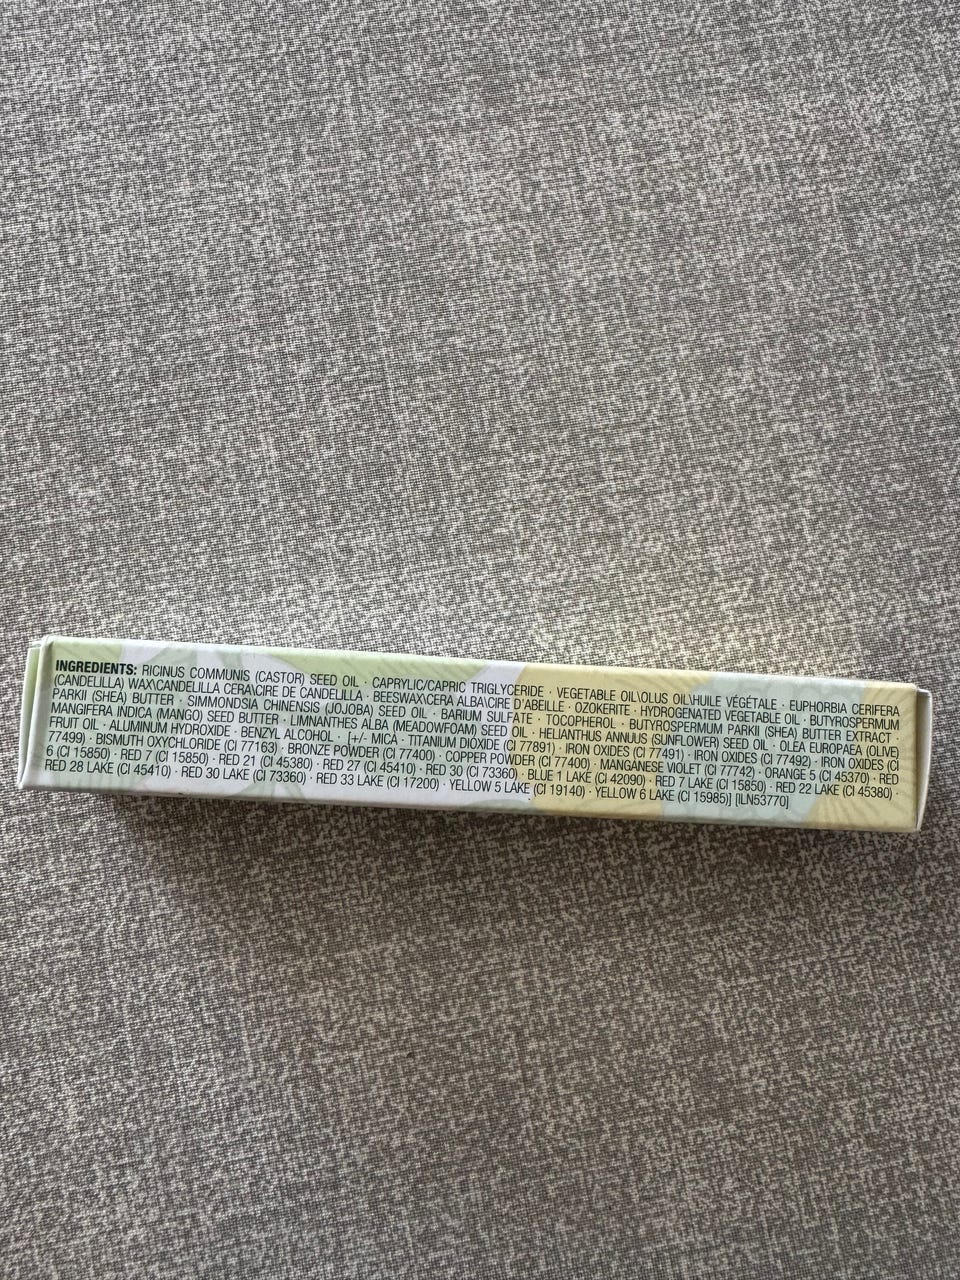 INGREDIENTS: RICINUS COMMUNIS (CASTOR) SEED OIL · CAPRYLIC/CAPRIC TRIGLYCERIDE · VEGETABLE OIL\OLUS OIL\HUILE VÉGÉTALE · EUPHORBIA CERIFERA
(CANDELILLA) WAX\CANDELILLA CERA\CIRE DE CANDELILLA · BEESWAX\CERA ALBA\CIRE D'ABEILLE · OZOKERITE · HYDROGENATED VEGETABLE OIL · BUTYROSPERMUM
PARKII (SHEA) BUTTER · SIMMONDSIA CHINENSIS (JOJOBA) SEED OIL · BARIUM SULFATE · TOCOPHEROL · BUTYROSPERMUM PARKII (SHEA) BUTTER EXTRACT ·
MANGIFERA INDICA (MANGO) SEED BUTTER · LIMNANTHES ALBA (MEADOWFOAM) SEED OIL · HELIANTHUS ANNUUS (SUNFLOWER) SEED OIL · OLEA EUROPAEA (OLIVE)
FRUIT OIL · ALUMINUM HYDROXIDE · BENZYL ALCOHOL · [+/- MICA · TITANIUM DIOXIDE (CI 77891) · IRON OXIDES (CI 77491) · IRON OXIDES (CI 77492) · IRON OXIDES (CI
77499) · BISMUTH OXYCHLORIDE (CI 77163) · BRONZE POWDER (CI 77400) · COPPER POWDER (CI 77400) · MANGANESE VIOLET (CI 77742) · ORANGE 5 (CI 45370) · RED
6 (CI 15850) · RED 7 (CI 15850) · RED 21 (CI 45380) · RED 27 (CI 45410) · RED 30 (CI 73360) · BLUE 1 LAKE (CI 42090) · RED 7 LAKE (CI 15850) · RED 22 LAKE (CI 45380) ·
RED 28 LAKE (CI 45410) · RED 30 LAKE (CI 73360) · RED 33 LAKE (CI 17200) · YELLOW 5 LAKE (CI 19140) · YELLOW 6 LAKE (CI 15985)] [ILN53770]